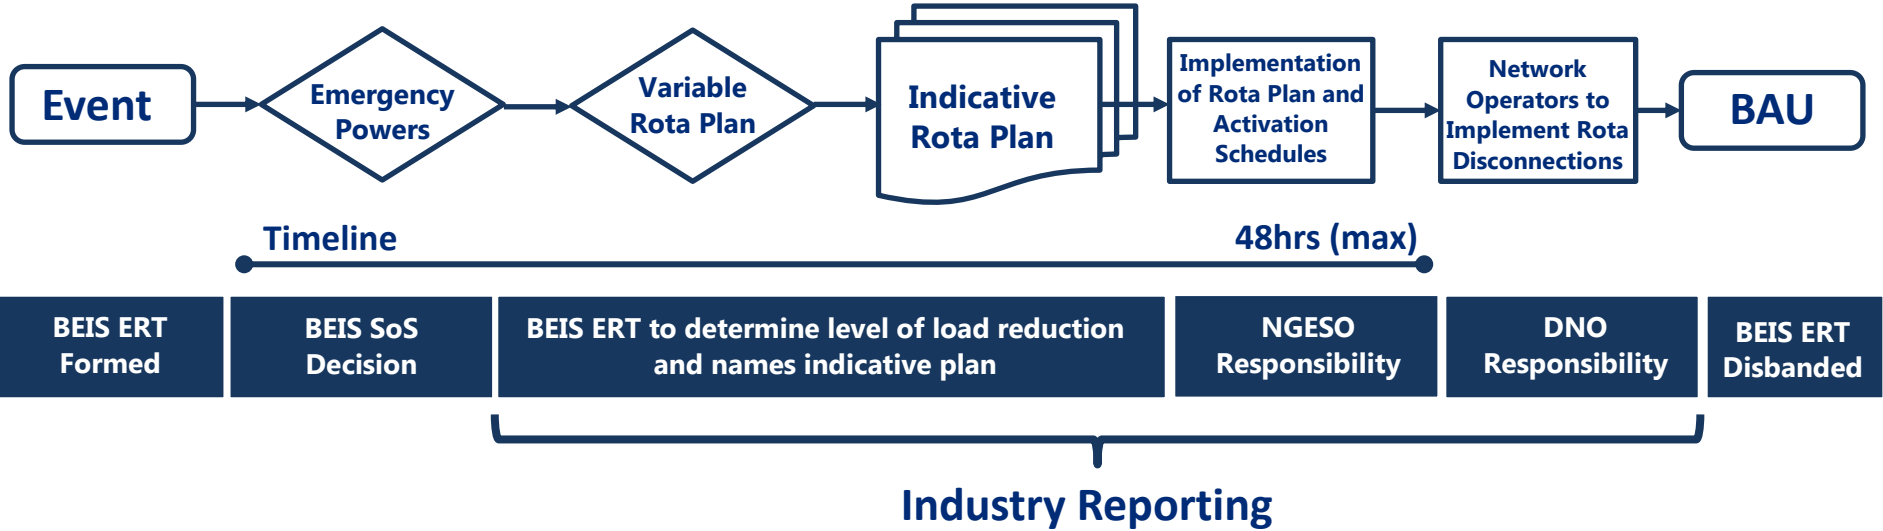 Event
Emergency
Powers
Variable
Rota Plan
Indicative
Rota Plan
Implementation
of Rota Plan and
Activation
Schedules
Network
Operators to
Implement Rota
Disconnections
BAU
Timeline
48hrs (max)
BEIS ERT
Formed
BEIS SoS
Decision
BEIS ERT to determine level of load reduction
and names indicative plan
NGESO
Responsibility
DNO
Responsibility
BEIS ERT
Disbanded
Industry Reporting